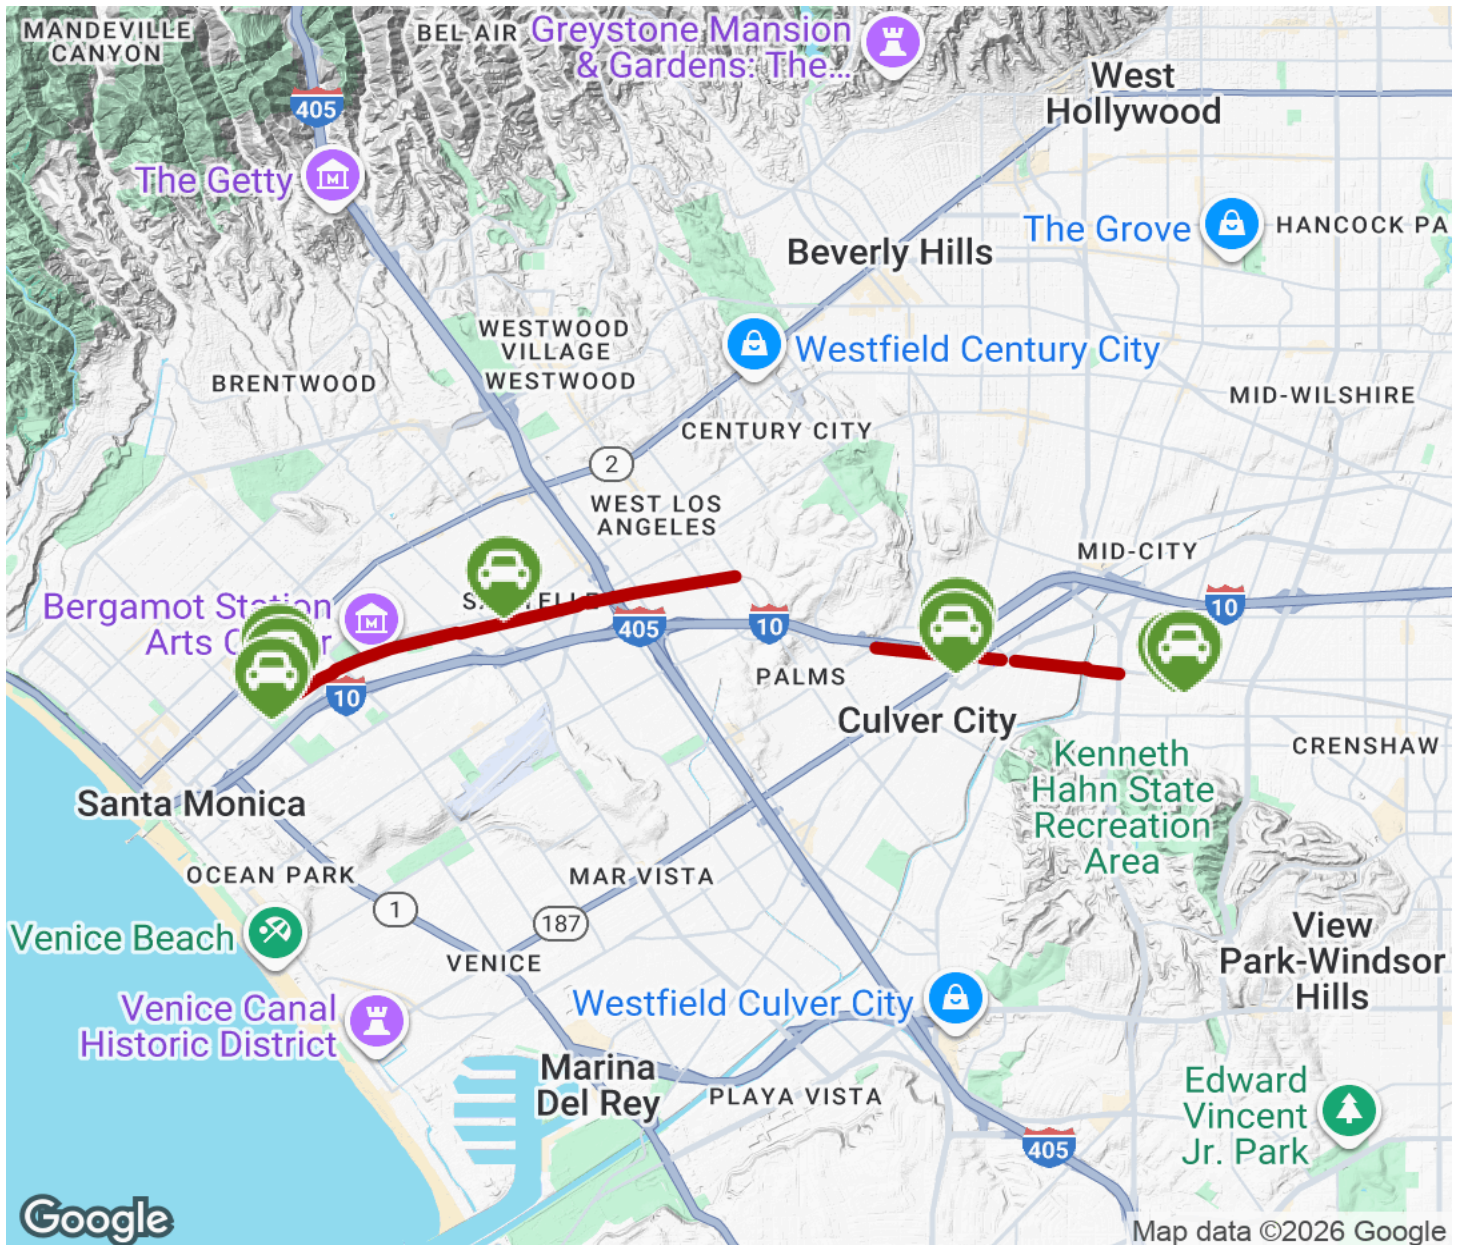 MANDEVILLE
CANYON
BEL AIR
Greystone Mansion
& Gardens: The...
West
Hollywood
405
The Getty
The Grove
HANCOCK PA
Beverly Hills
WESTWOOD
VILLAGE
WESTWOOD
Westfield Century City
BRENTWOOD
MID-WILSHIRE
CENTURY CITY
2
WEST LOS
ANGELES
MID-CITY
Bergamot Station
Arts C r
SA TELLE
405
10
10
10
PALMS
Culver City
Kenneth
Hahn State
Recreation
Area
CRENSHAW
Santa Monica
OCEAN PARK
MAR VISTA
1
187
Venice Beach
VENICE
View
Park-Windsor
Hills
Westfield Culver City
Venice Canal
Historic District
Marina
Del Rey
PLAYA VISTA
Edward
Vincent
Jr. Park
405
Google
Map data ©2026 Google